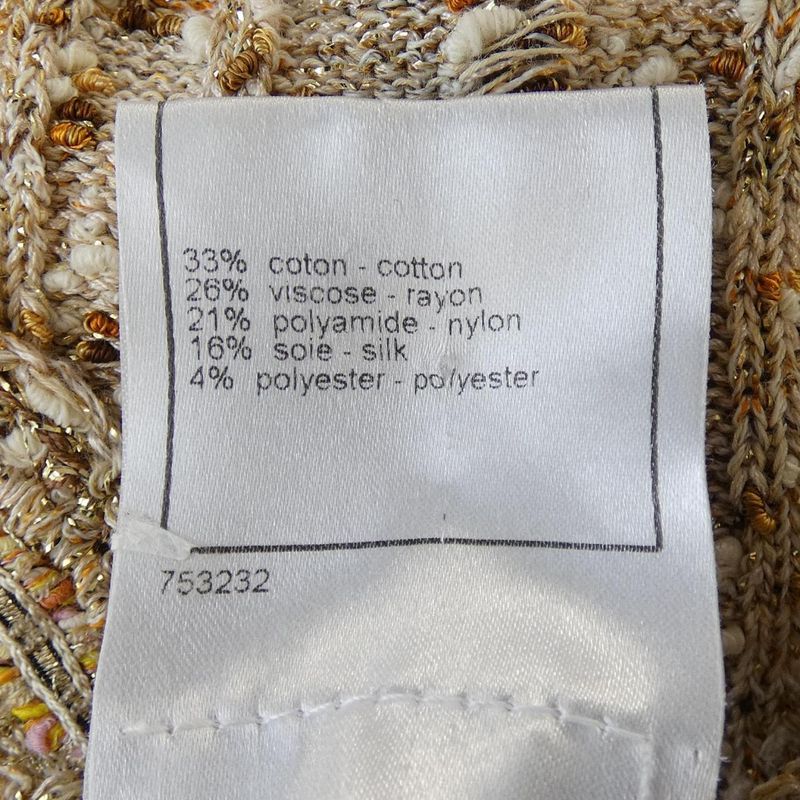 33% coton - cotton
26% viscose - rayon
21% polyamide - nylon
16% soie - silk
4% polyester - polyester
753232